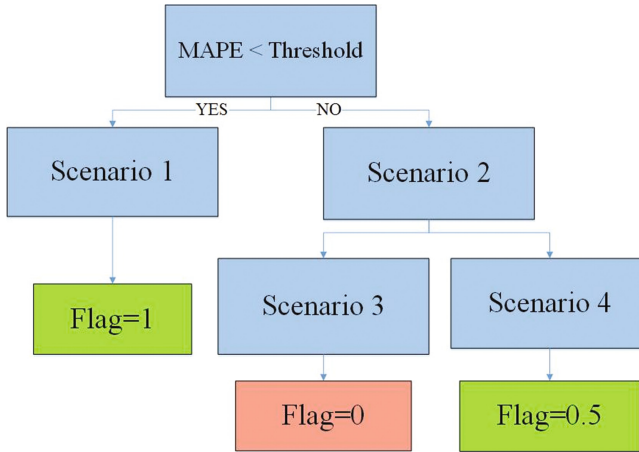 MAPE < Threshold
YES
NO
Scenario 1
Scenario 2
Scenario 3
Scenario 4
Flag=1
Flag=0
Flag=0.5